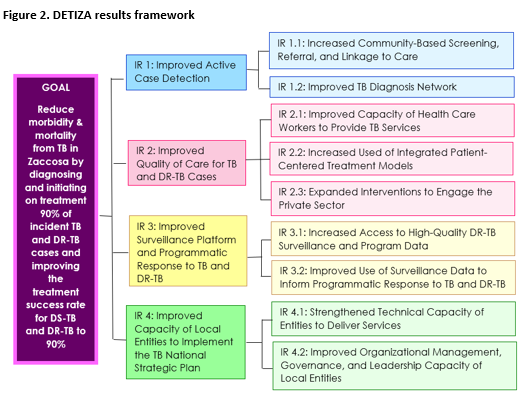 Figure 2. DETIZA results framework
GOAL
Reduce
morbidity &
mortality
from TB in
Zaccosa by
diagnosing
and initiating
on treatment
90% of
incident TB
and DR-TB
cases and
improving
the
treatment
success rate
for DS-TB
and DR-TB to
90%
IR 1: Improved Active
Case Detection
IR 1.1: Increased Community-Based Screening,
Referral, and Linkage to Care
IR 1.2: Improved TB Diagnosis Network
IR 2: Improved
Quality of Care for TB
and DR-TB Cases
IR 2.1: Improved Capacity of Health Care
Workers to Provide TB Services
IR 2.2: Increased Used of Integrated Patient-
Centered Treatment Models
IR 2.3: Expanded Interventions to Engage the
Private Sector
IR 3: Improved
Surveillance Platform
and Programmatic
Response to TB and
DR-TB
IR 3.1: Increased Access to High-Quality DR-TB
Surveillance and Program Data
IR 3.2: Improved Use of Surveillance Data to
Inform Programmatic Response to TB and DR-TB
IR 4: Improved
Capacity of Local
Entities to Implement
the TB National
Strategic Plan
IR 4.1: Strengthened Technical Capacity of
Entities to Deliver Services
IR 4.2: Improved Organizational Management,
Governance, and Leadership Capacity of
Local Entities